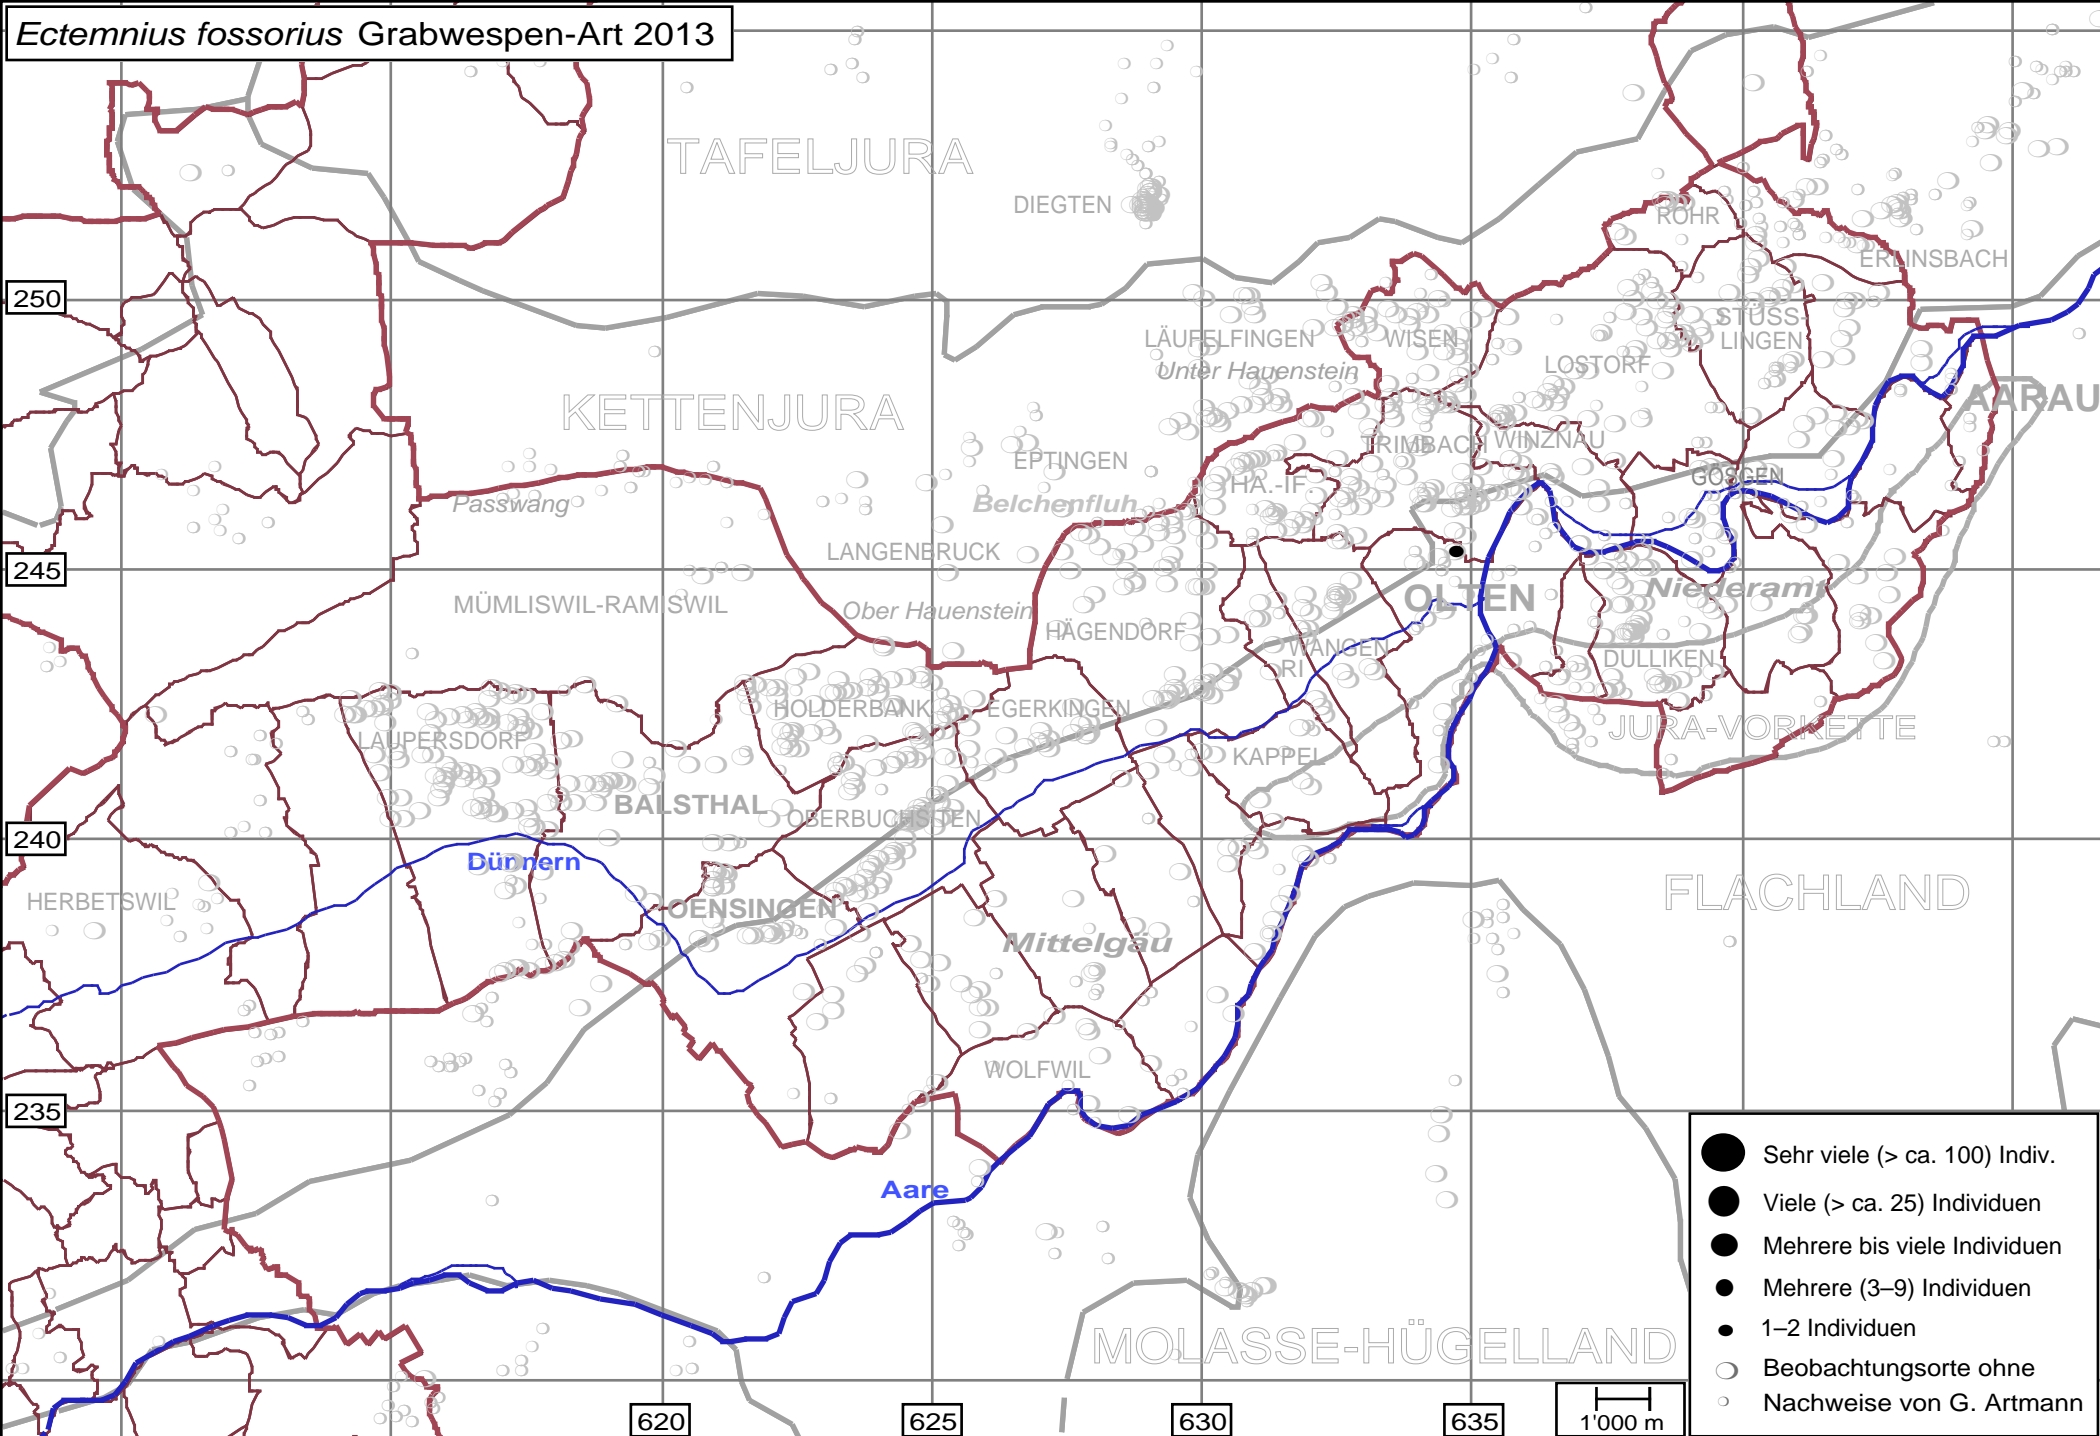 Ectemnius fossorius Grabwespen-Art 2013
TAFELJURA
DIEGTEN
ROHR
ERLINSBACH
250
STÜSS-
LINGEN
LÄUFELFINGEN
WISEN
Unter Hauenstein
LOSTORF
AARAU
KETTENJURA
TRIMBACH
WINZNAU
EPTINGEN
GÖSGEN
HA.-IF.
Passwang
Belchenfluh
LANGENBRUCK
245
MÜMLISWIL-RAMISWIL
Ober Hauenstein
OLTEN
Niederamt
HÄGENDORF
WANGEN
RI
DULLIKEN
HOLDERBANK
EGERKINGEN
JURA-VORKETTE
LAUPERSDORF
KAPPEL
BALSTHAL
OBERBUCHSITEN
240
Dünnern
HERBETSWIL
OENSINGEN
FLACHLAND
Mittelgäu
WOLFWIL
235
Aare
MOLASSE-HÜGELLAND
Sehr viele (> ca. 100) Indiv.
Viele (> ca. 25) Individuen
Mehrere bis viele Individuen
Mehrere (3–9) Individuen
1–2 Individuen
Beobachtungsorte ohne
Nachweise von G. Artmann
620
625
630
635
1'000 m